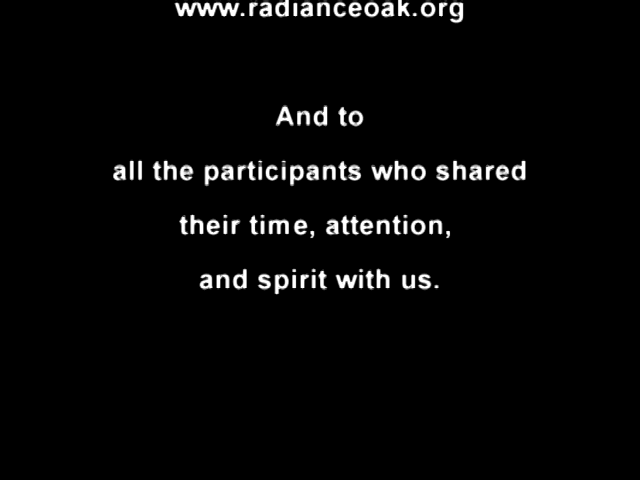 www.radianceoak.org
And to
all the participants who shared
their time, attention,
and spirit with us.